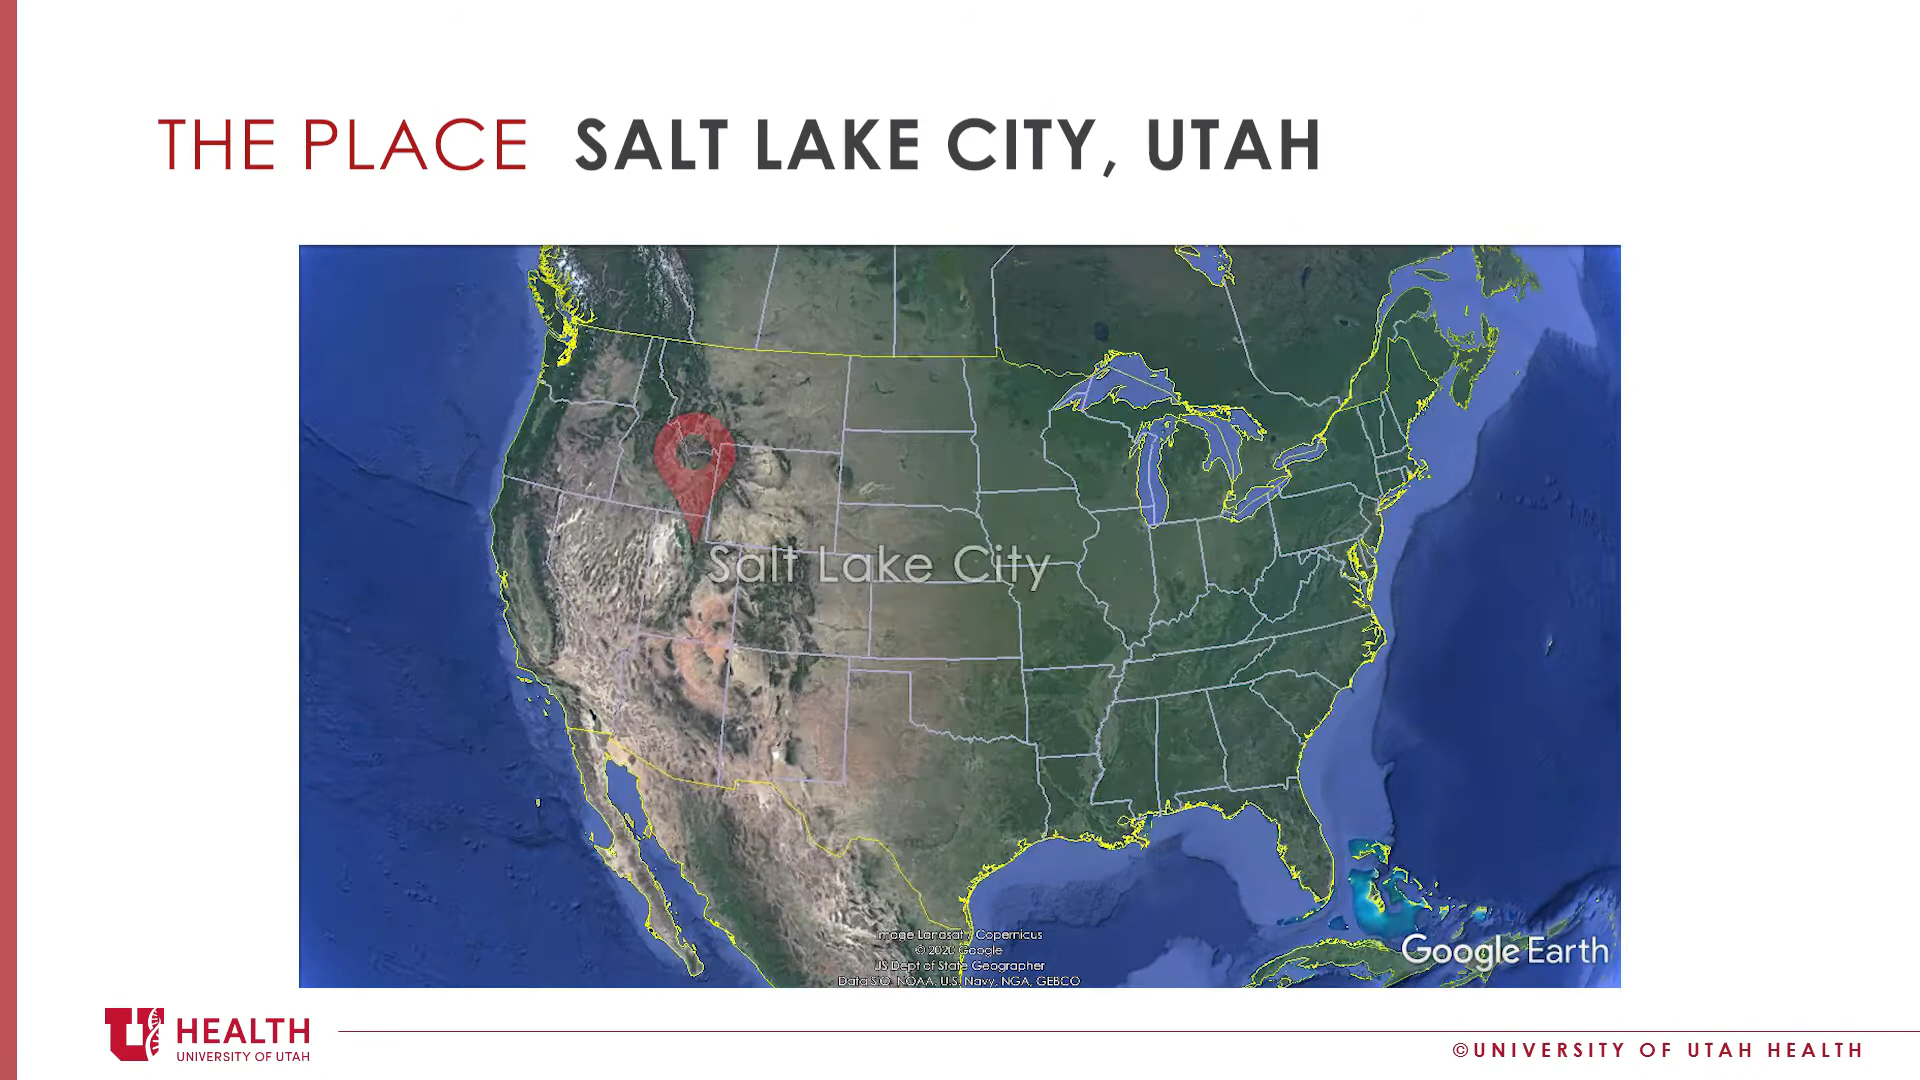 THE PLACE SALT LAKE CITY, UTAH
Salt Lake City
Image Landsat / Copernicus
© 2020 Google
US Dept of State Geographer
Data SIO, NOAA, U.S. Navy, NGA, GEBCO
Google Earth
U HEALTH
UNIVERSITY OF UTAH
©UNIVERSITY OF UTAH HEALTH